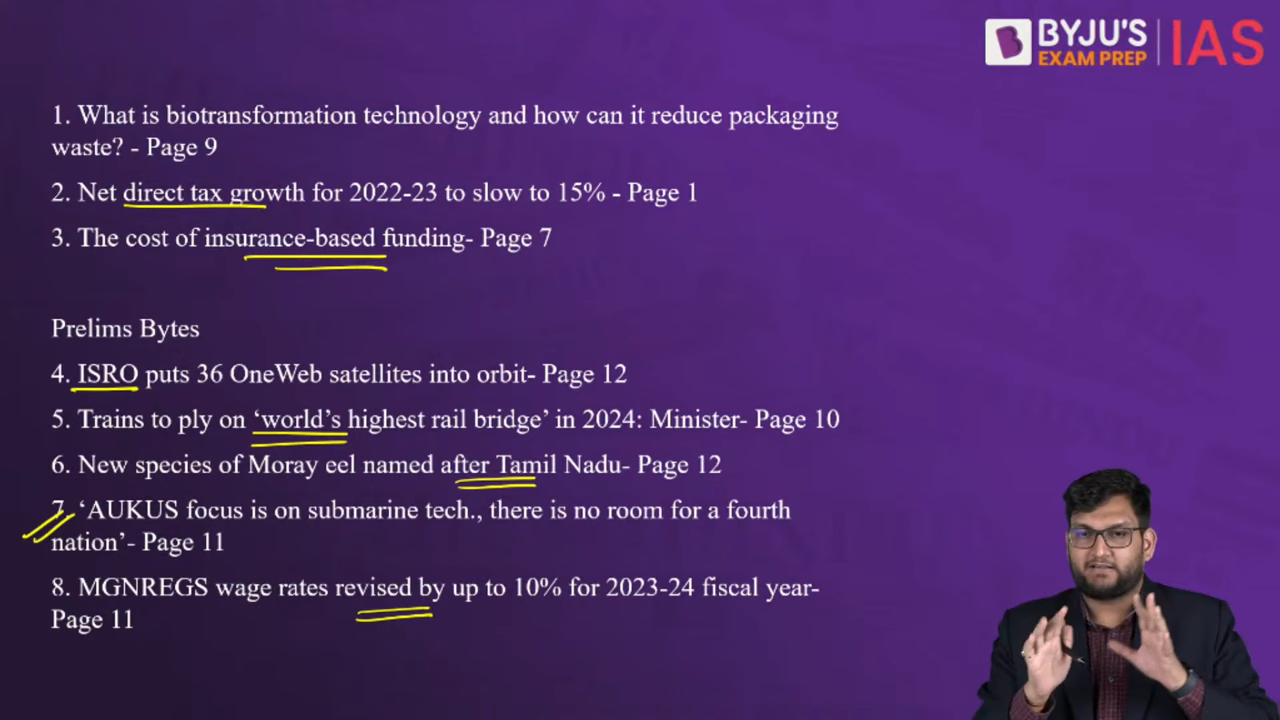 BYJU'S
EXAM PREP
IAS
1. What is biotransformation technology and how can it reduce packaging
waste? - Page 9
2. Net direct tax growth for 2022-23 to slow to 15% - Page 1
3. The cost of insurance-based funding- Page 7
Prelims Bytes
4. ISRO puts 36 OneWeb satellites into orbit- Page 12
5. Trains to ply on ‘world’s highest rail bridge’ in 2024: Minister- Page 10
6. New species of Moray eel named after Tamil Nadu- Page 12
7. ‘AUKUS focus is on submarine tech., there is no room for a fourth
nation’- Page 11
8. MGNREGS wage rates revised by up to 10% for 2023-24 fiscal year-
Page 11